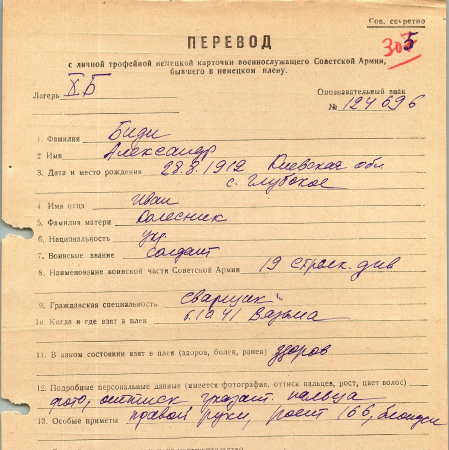 Сов. секретно
305
ПЕРЕВОД
с личной трофейной немецкой карточки военнослужащего Советской Армии,
бывшего в немецком плену.
Лагерь XБ
Опознавательный знак
№ 124696
1. Фамилия Биди
2 Имя Александр
3. Дата и место рождения 28.8.1912 Киевская обл
с. Глубокое
4. Имя отца Иван
5. Фамилия матери Колесник
6. Национальность укр.
7. Воинское звание солдат
8. Наименование воинской части Советской Армии 19 стрелк. див
9. Гражданская специальность сварщик
10. Когда и где взят в плен 6.10 41 Вязьма
11. В каком состоянии взят в плен (здоров, болен, ранен) здоров
12. Подробные персональные данные (имеется фотография, оттиск пальцев, рост, цвет волос)
фото, оттиск указат. пальца
13. Особые приметы правой руки, рост 166, блондин